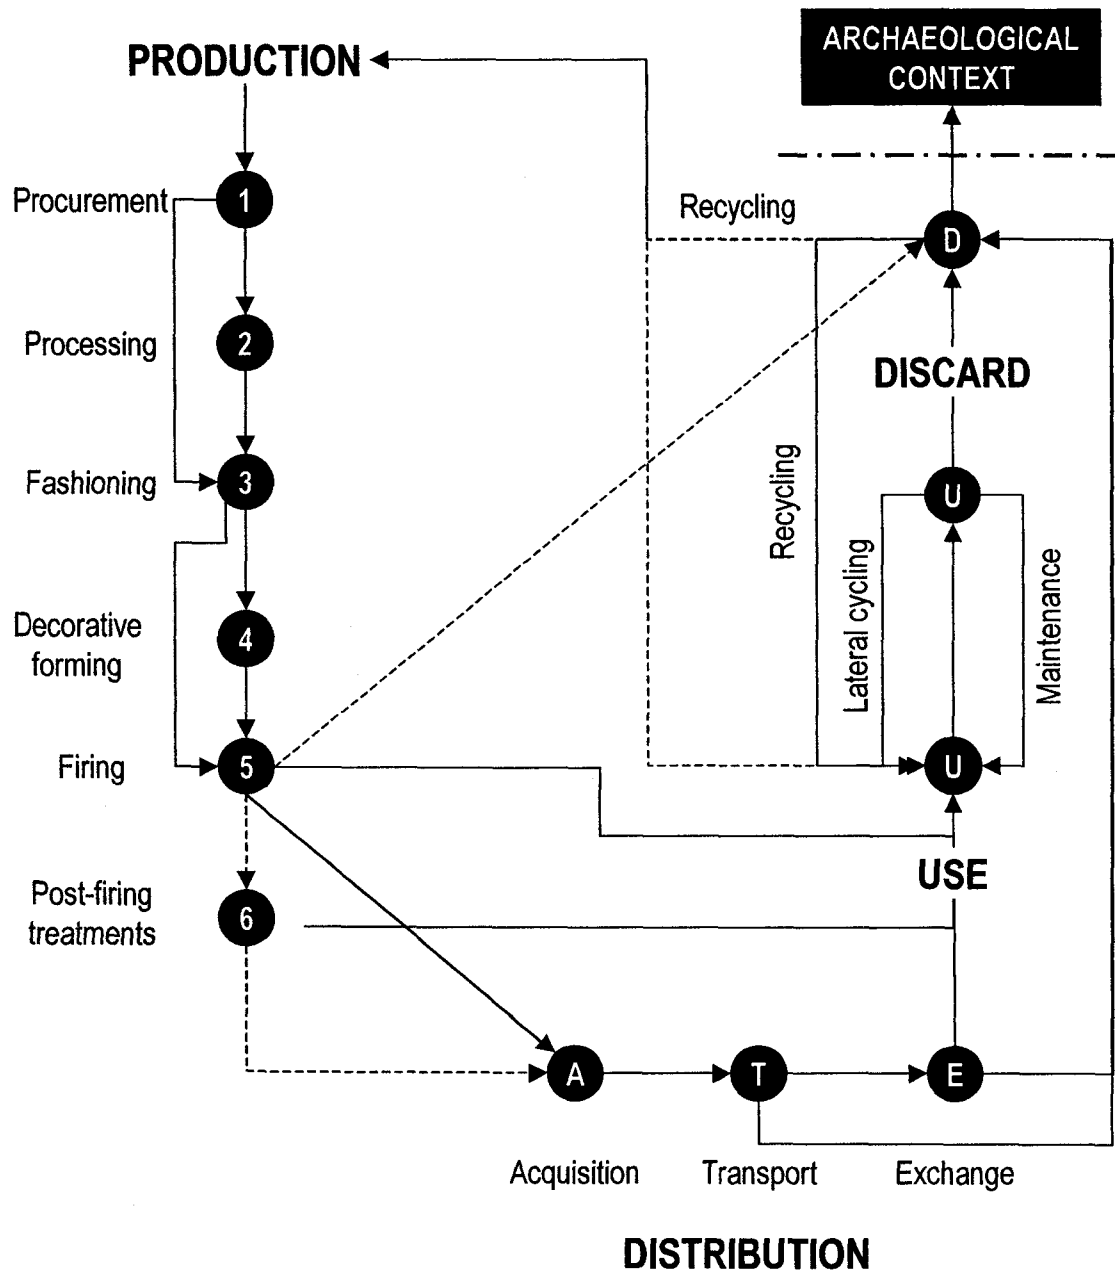 ARCHAEOLOGICAL
CONTEXT
PRODUCTION
Procurement
1
Recycling
D
Processing
2
DISCARD
Fashioning
3
Recycling
U
Lateral cycling
Maintenance
Decorative
forming
4
Firing
5
U
USE
Post-firing
treatments
6
A
T
E
Acquisition
Transport
Exchange
DISTRIBUTION